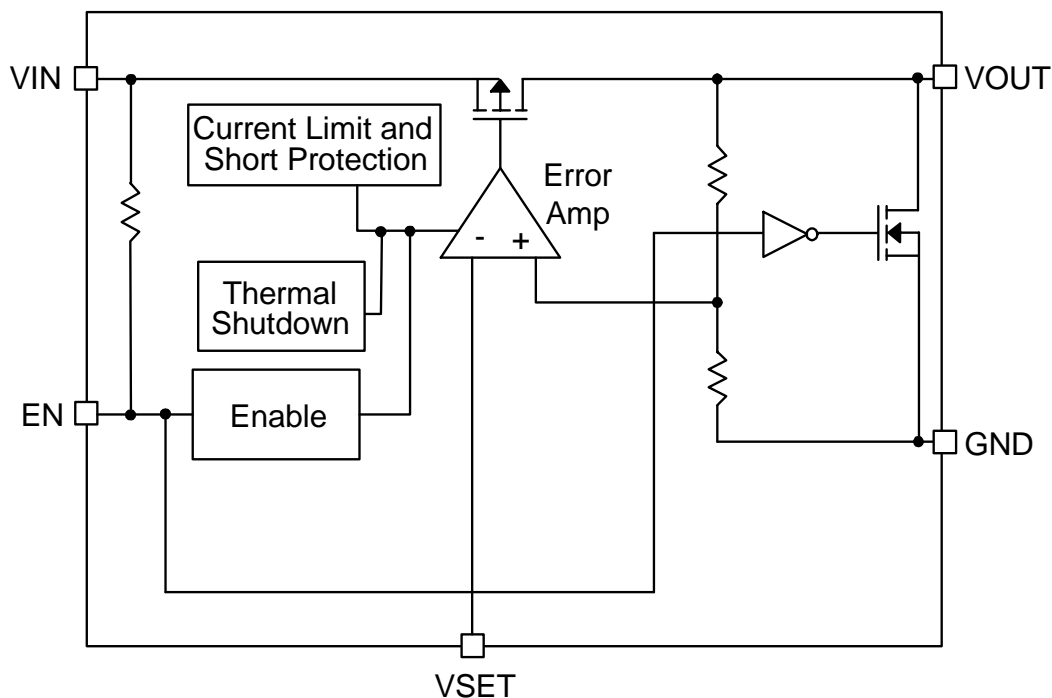 VIN
VOUT
Current Limit and
Short Protection
Error
Amp
-
+
Thermal
Shutdown
EN
Enable
GND
VSET